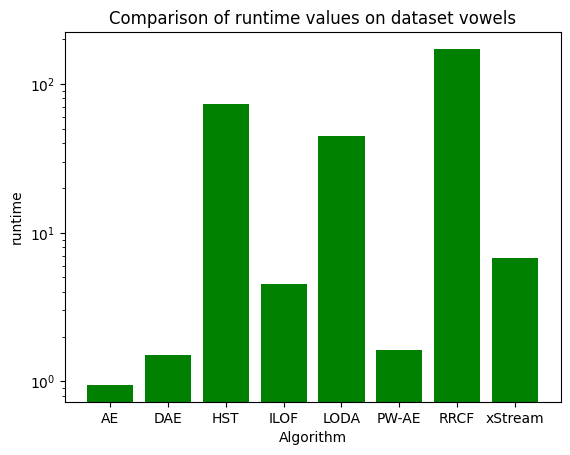 Comparison of runtime values on dataset vowels
10²
10¹
10⁰
runtime
AE DAE HST ILOF LODA PW-AE RRCF xStream
Algorithm